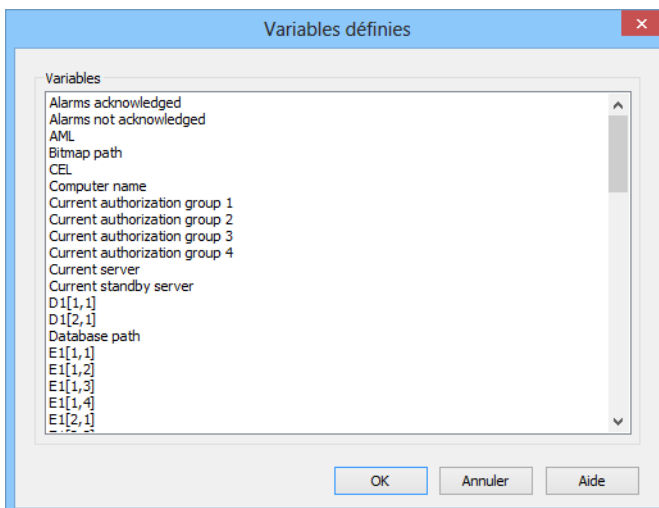 Variables définies
Variables
Alarms acknowledged
Alarms not acknowledged
AML
Bitmap path
CEL
Computer name
Current authorization group 1
Current authorization group 2
Current authorization group 3
Current authorization group 4
Current server
Current standby server
D1[1,1]
D1[2,1]
Database path
E1[1,1]
E1[1,2]
E1[1,3]
E1[1,4]
E1[2,1]
OK Annuler Aide